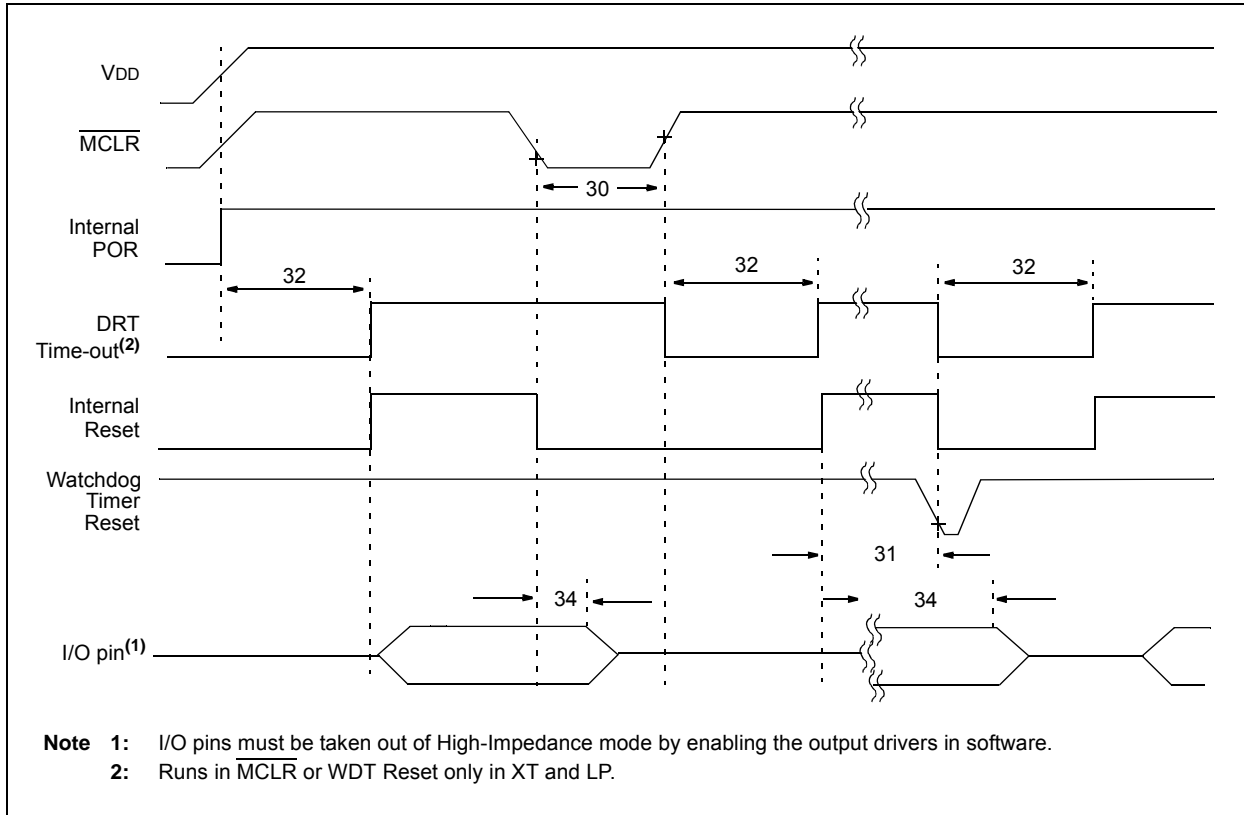 VDD
MCLR
30
Internal
POR
32
32
32
DRT
Time-out(2)
Internal
Reset
Watchdog
Timer
Reset
31
34
34
I/O pin(1)
Note 1: I/O pins must be taken out of High-Impedance mode by enabling the output drivers in software.
2: Runs in MCLR or WDT Reset only in XT and LP.